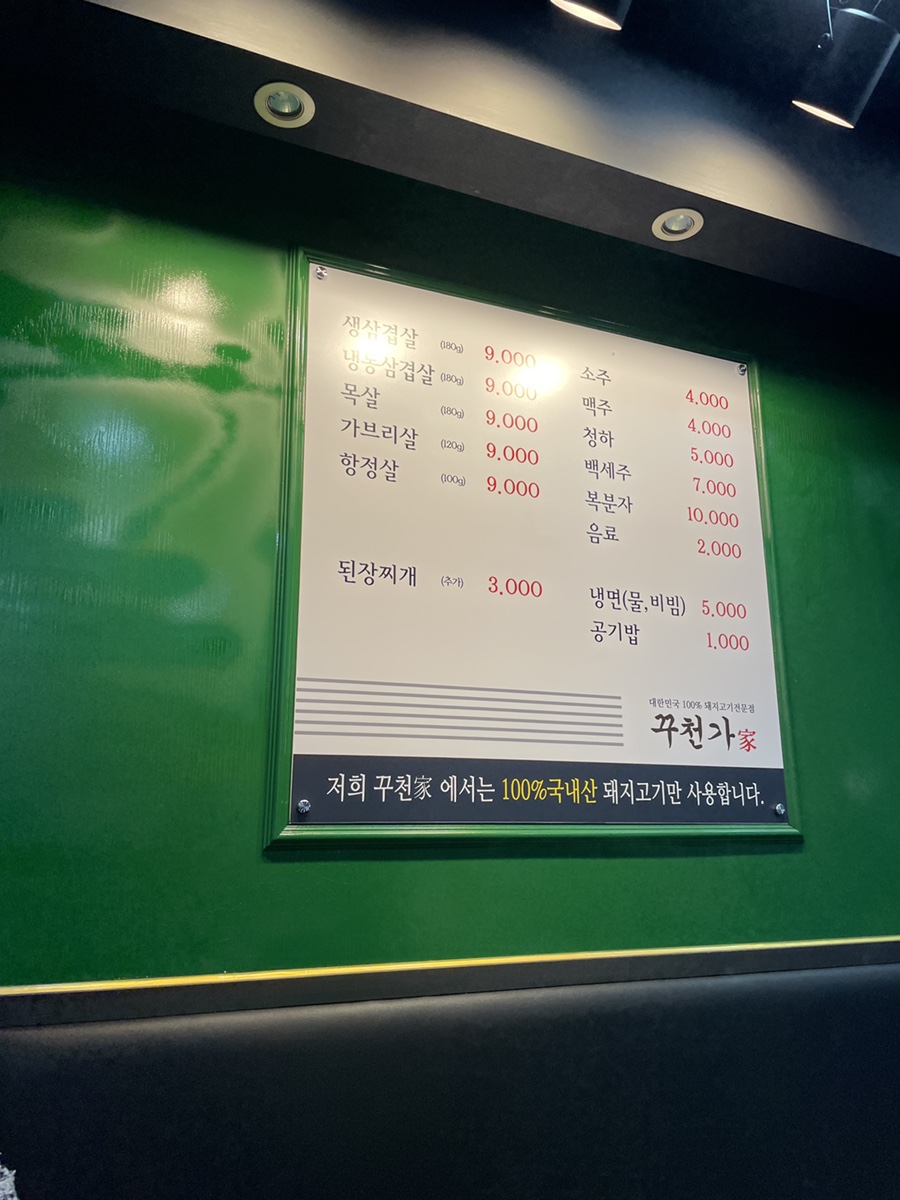 생삼겹살 (180g) 9.000
냉동삼겹살 (180g) 9.000
목살 (180g) 9.000
가브리살 (120g) 9.000
항정살 (100g) 9.000
된장찌개 (추가) 3.000
소주 4.000
맥주 4.000
청하 5.000
백세주 7.000
복분자 10.000
음료 2.000
냉면(물,비빔) 5.000
공기밥 1.000
대한민국 100% 돼지고기전문점
꾸천가家
저희 꾸천家 에서는 100%국내산 돼지고기만 사용합니다.